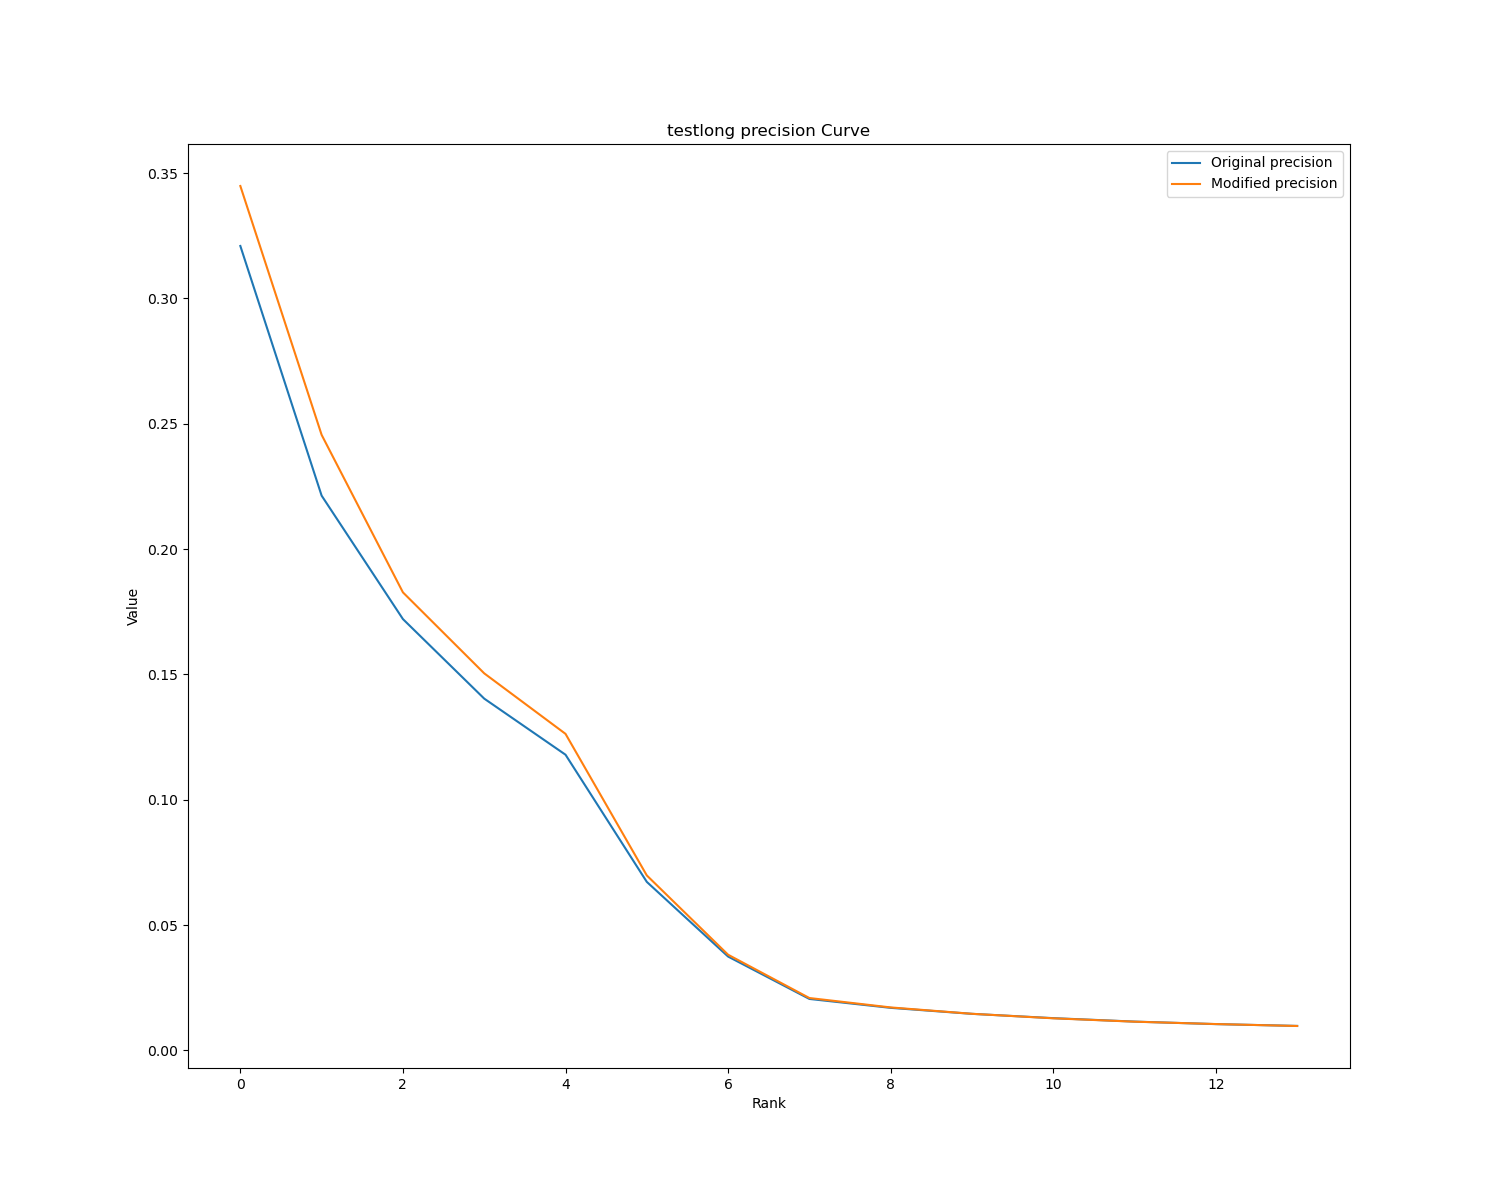 testlong precision Curve
Original precision
Modified precision
0.35
0.30
0.25
0.20
0.15
0.10
0.05
0.00
Value
0 2 4 6 8 10 12
Rank